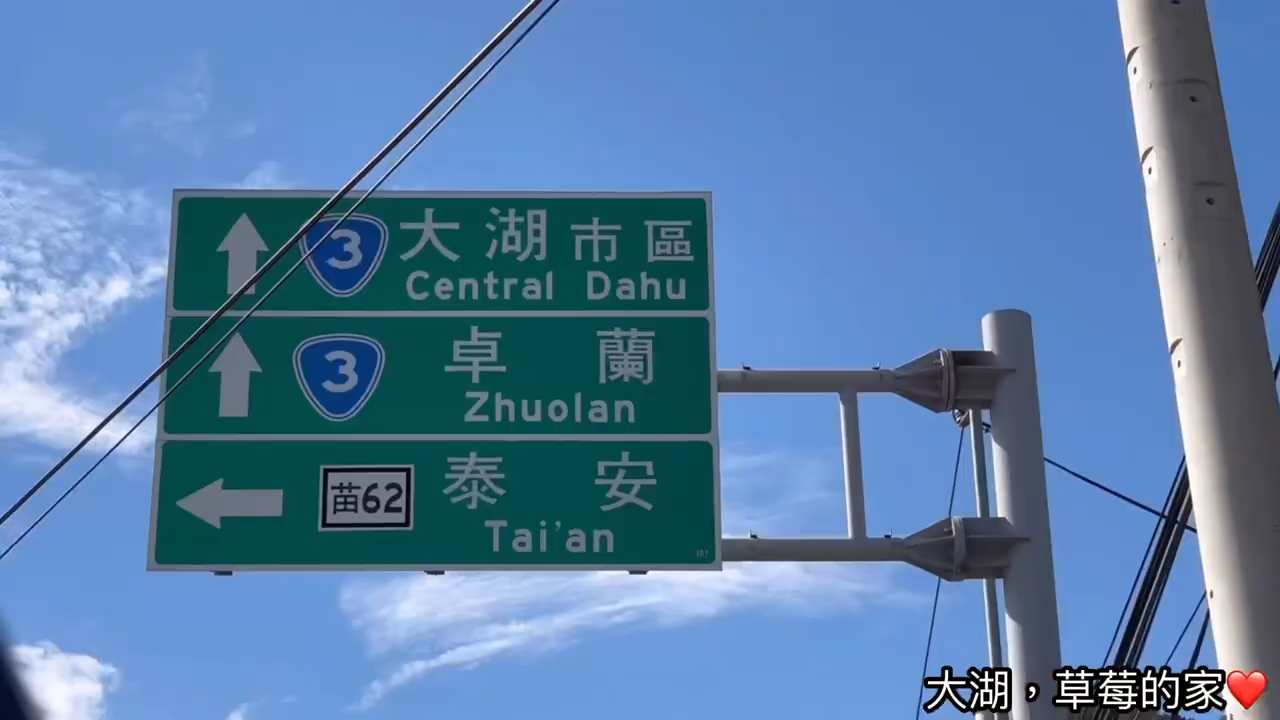 3 大湖市區
Central Dahu
3 卓蘭
Zhuolan
苗62 泰安
Tai'an
大湖，草莓的家❤️